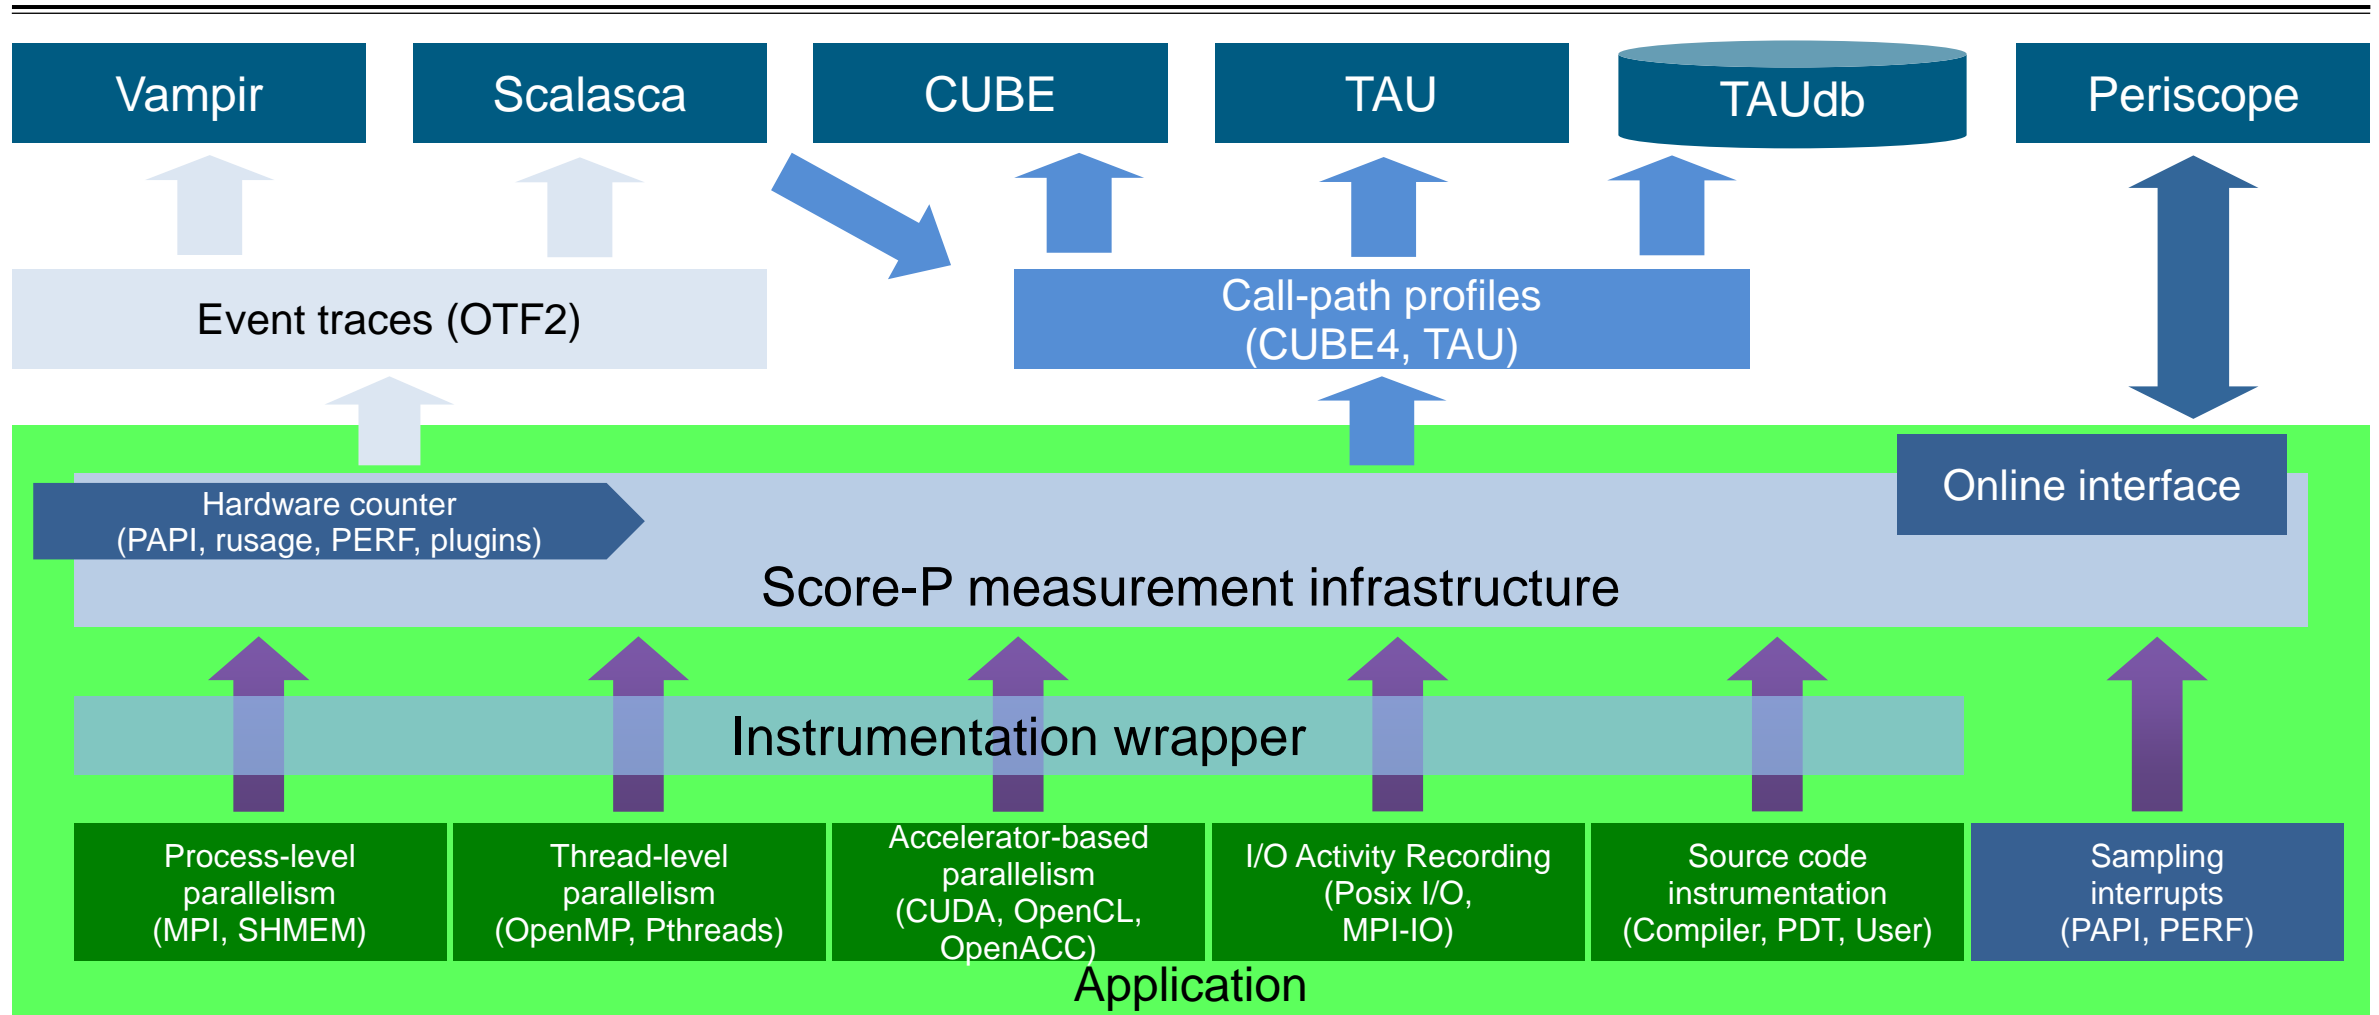 Vampir
Scalasca
CUBE
TAU
TAUdb
Periscope
Event traces (OTF2)
Call-path profiles
(CUBE4, TAU)
Online interface
Hardware counter
(PAPI, rusage, PERF, plugins)
Score-P measurement infrastructure
Instrumentation wrapper
Process-level
parallelism
(MPI, SHMEM)
Thread-level
parallelism
(OpenMP, Pthreads)
Accelerator-based
parallelism
(CUDA, OpenCL,
OpenACC)
I/O Activity Recording
(Posix I/O,
MPI-IO)
Source code
instrumentation
(Compiler, PDT, User)
Sampling
interrupts
(PAPI, PERF)
Application